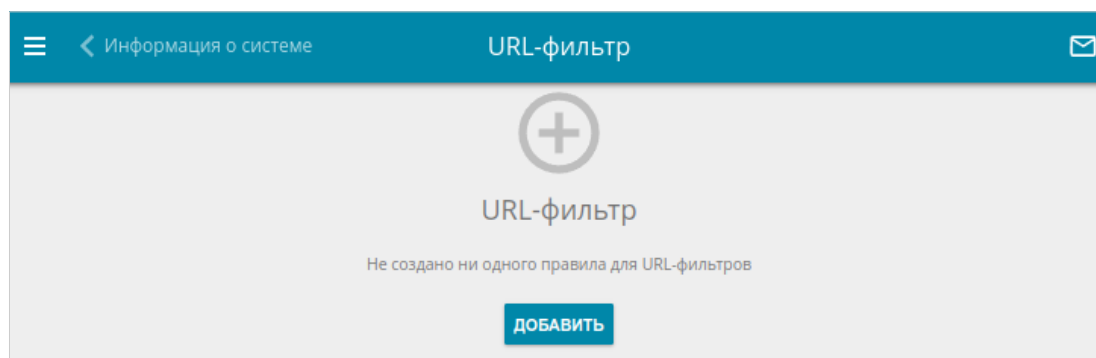 Информация о системе
URL-фильтр
URL-фильтр
Не создано ни одного правила для URL-фильтров
ДОБАВИТЬ